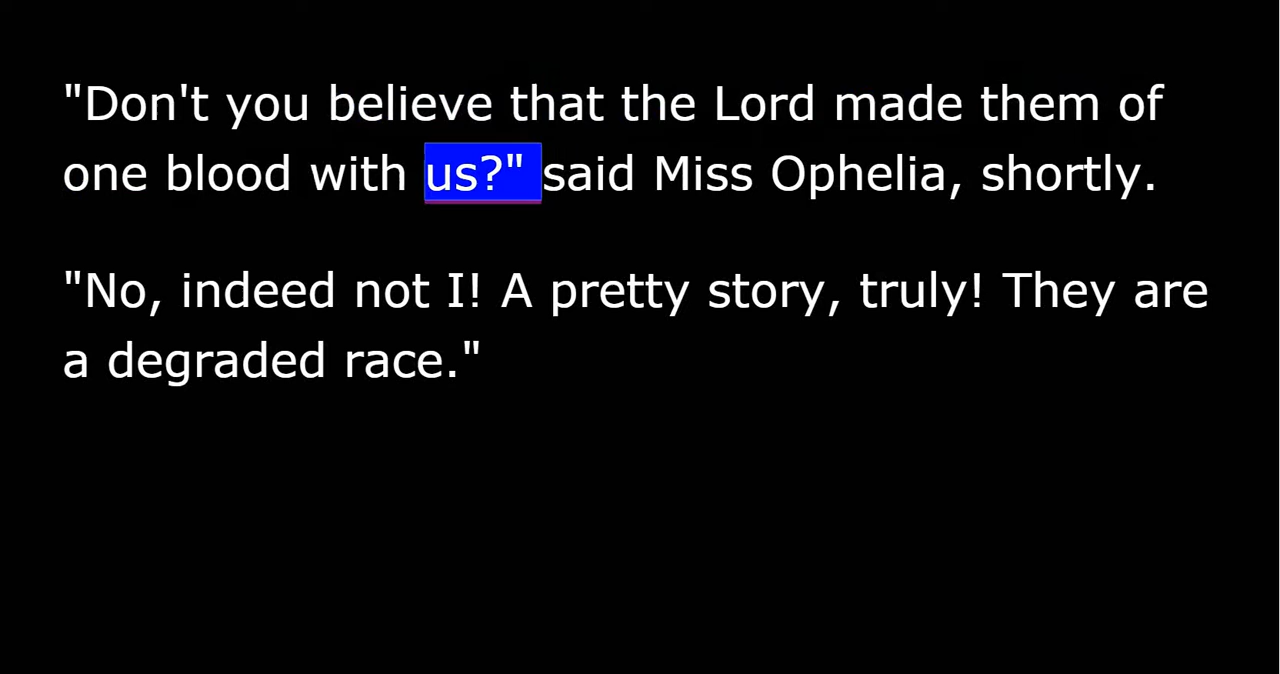 "Don't you believe that the Lord made them of
one blood with us?" said Miss Ophelia, shortly.
"No, indeed not I! A pretty story, truly! They are
a degraded race."